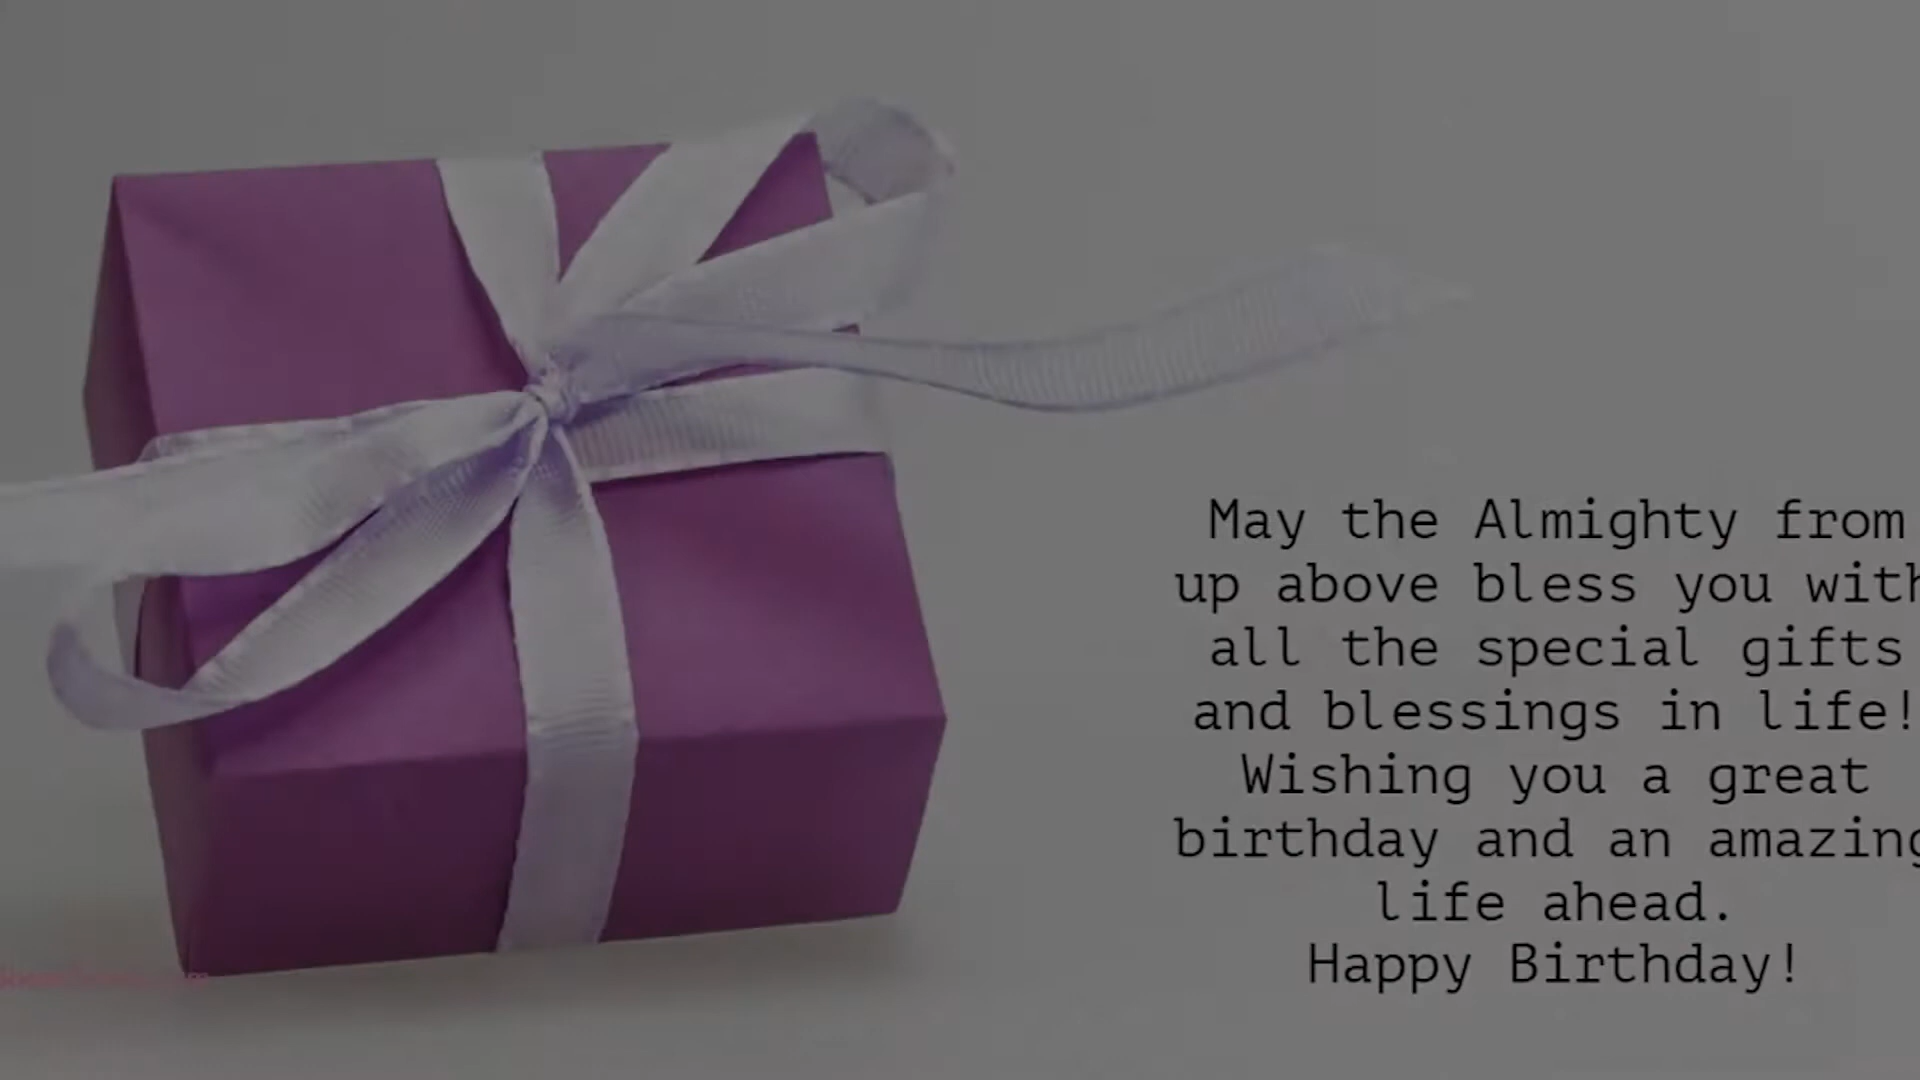 May the Almighty from
up above bless you with
all the special gifts
and blessings in life!
Wishing you a great
birthday and an amazing
life ahead.
Happy Birthday!